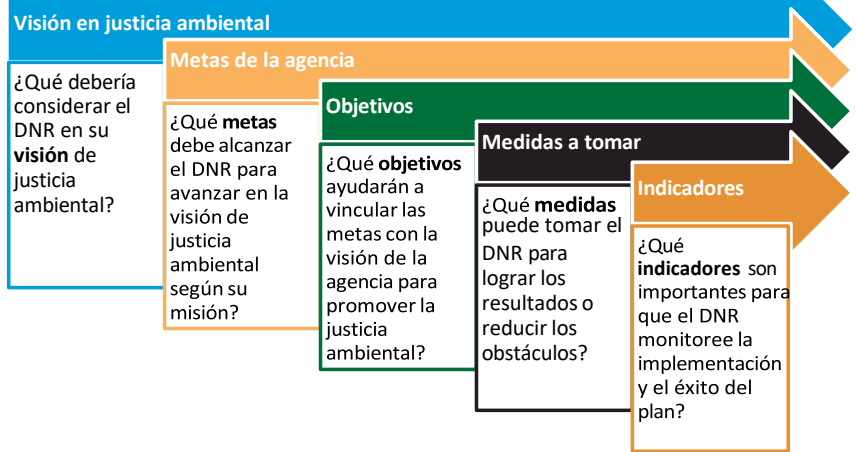 Visión en justicia ambiental
¿Qué debería
considerar el
DNR en su
visión de
justicia
ambiental?
Metas de la agencia
¿Qué metas
debe alcanzar
el DNR para
avanzar en la
visión de
justicia
ambiental
según su
misión?
Objetivos
¿Qué objetivos
ayudarán a
vincular las
metas con la
visión de la
agencia para
promover la
justicia
ambiental?
Medidas a tomar
¿Qué medidas
puede tomar el
DNR para
lograr los
resultados o
reducir los
obstáculos?
Indicadores
¿Qué
indicadores son
importantes para
que el DNR
monitoree la
implementación
y el éxito del
plan?